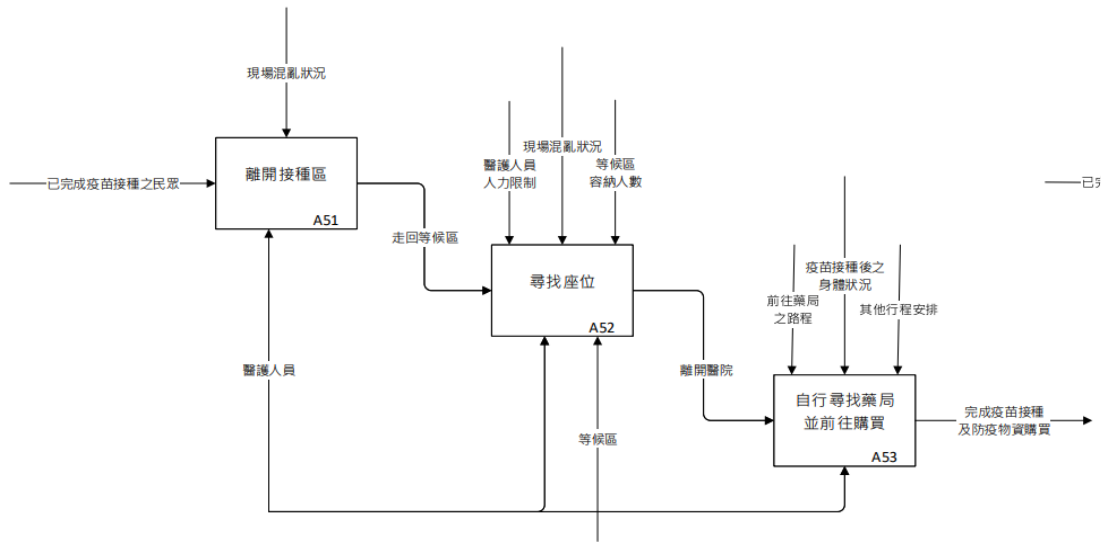 現場混亂狀況
離開接種區
A51
已完成疫苗接種之民眾
走回等候區
醫護人員
人力限制
現場混亂狀況
等候區
容納人數
尋找座位
A52
醫護人員
等候區
離開醫院
前往藥局
之路程
疫苗接種後之
身體狀況
其他行程安排
自行尋找藥局
並前往購買
A53
完成疫苗接種
及防疫物資購買
已